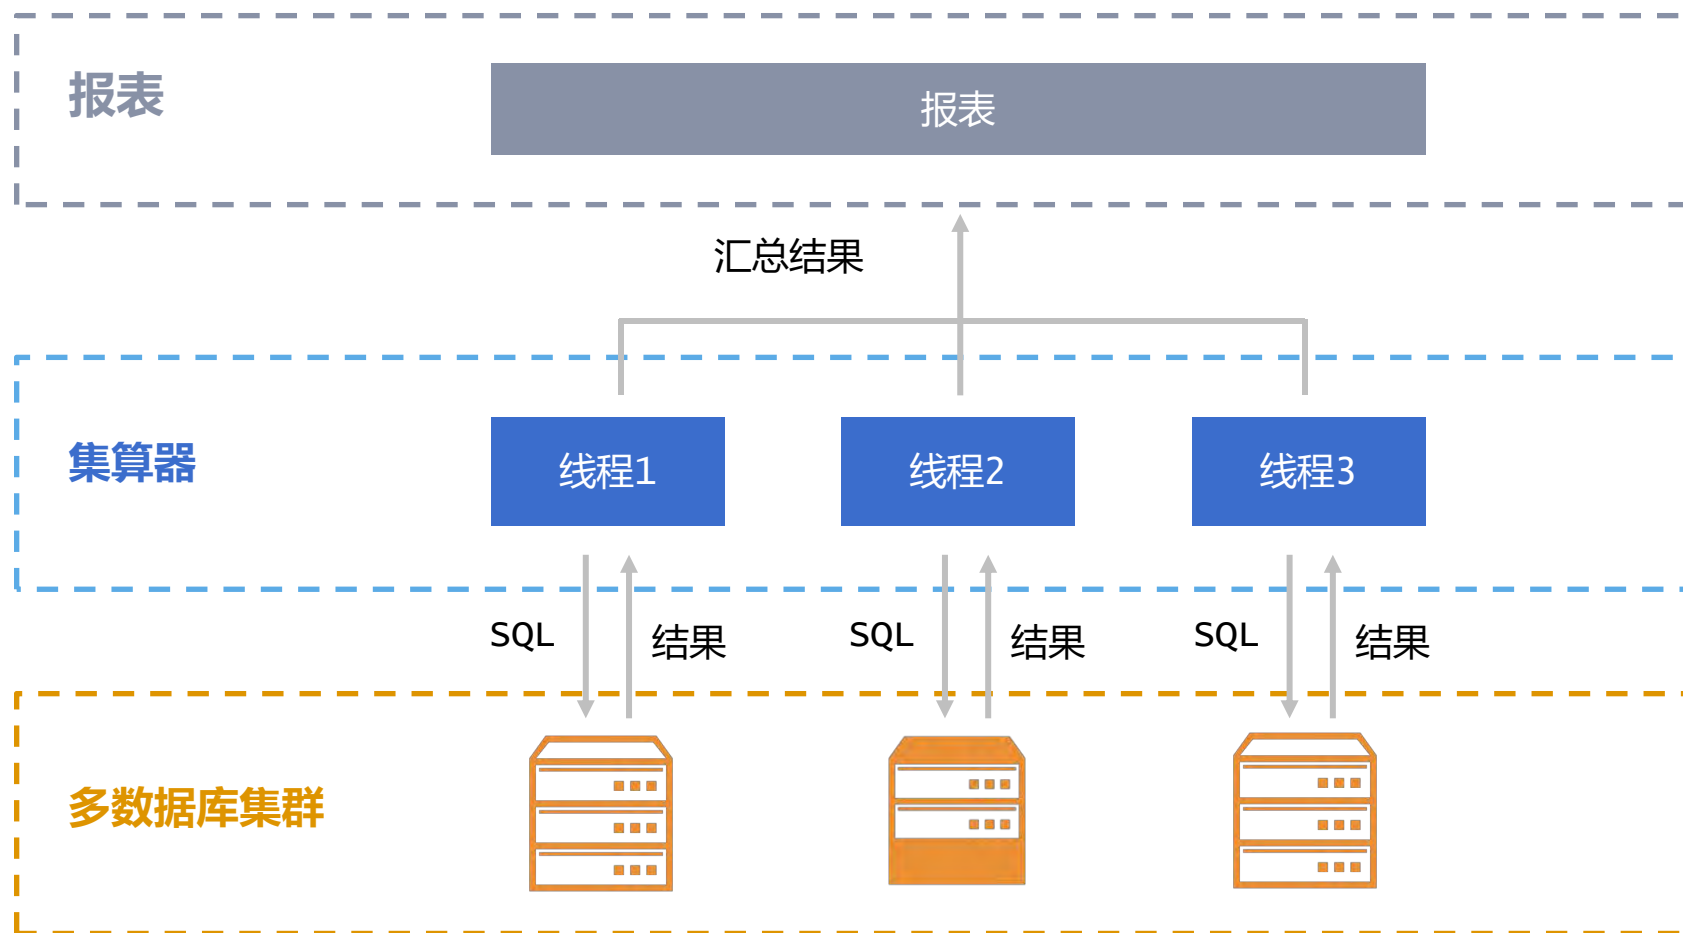 报表
报表
汇总结果
集算器
线程1
线程2
线程3
SQL
结果
SQL
结果
SQL
结果
多数据库集群